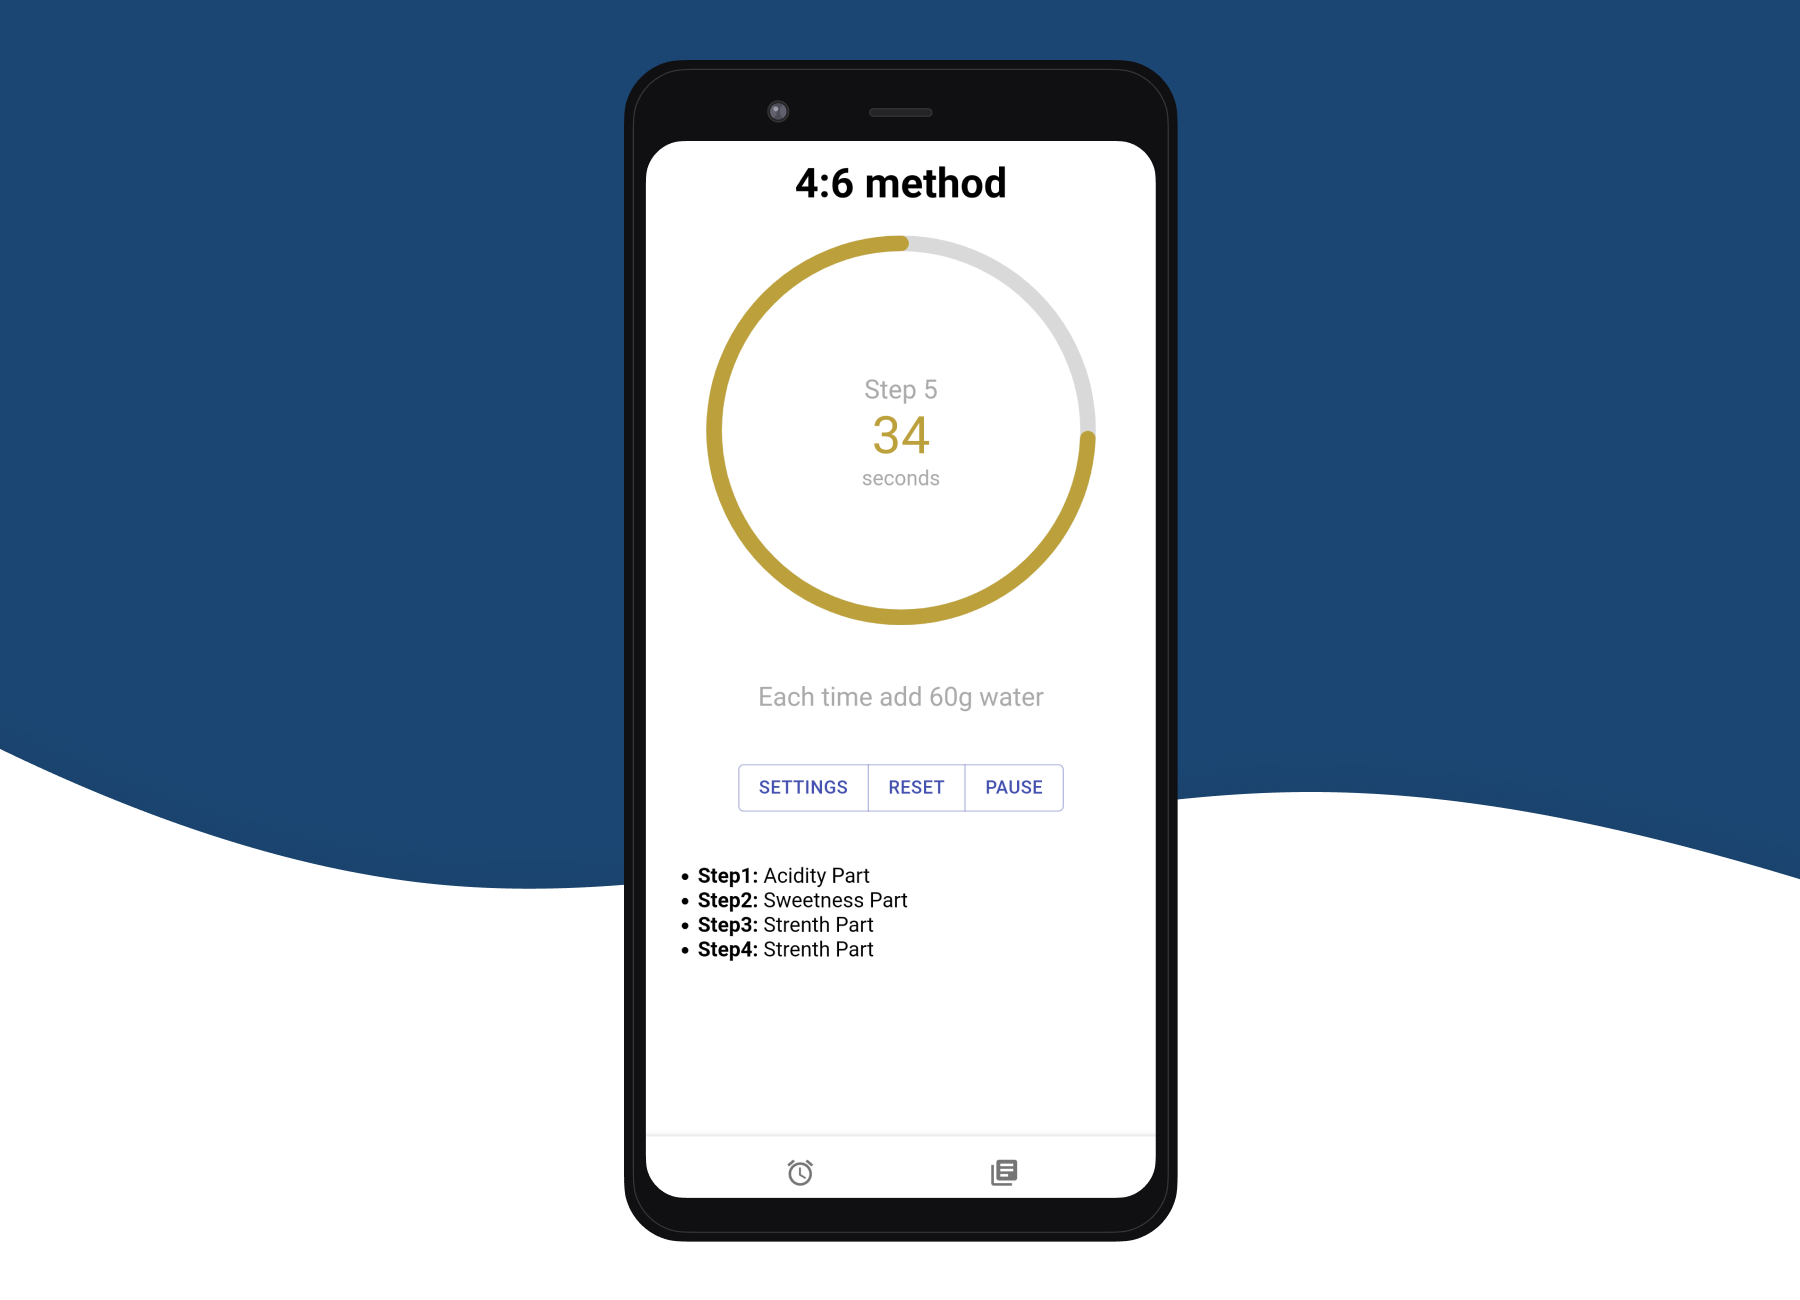 4:6 method
Step 5
34
seconds
Each time add 60g water
SETTINGS RESET PAUSE
Step1: Acidity Part
Step2: Sweetness Part
Step3: Strenth Part
Step4: Strenth Part